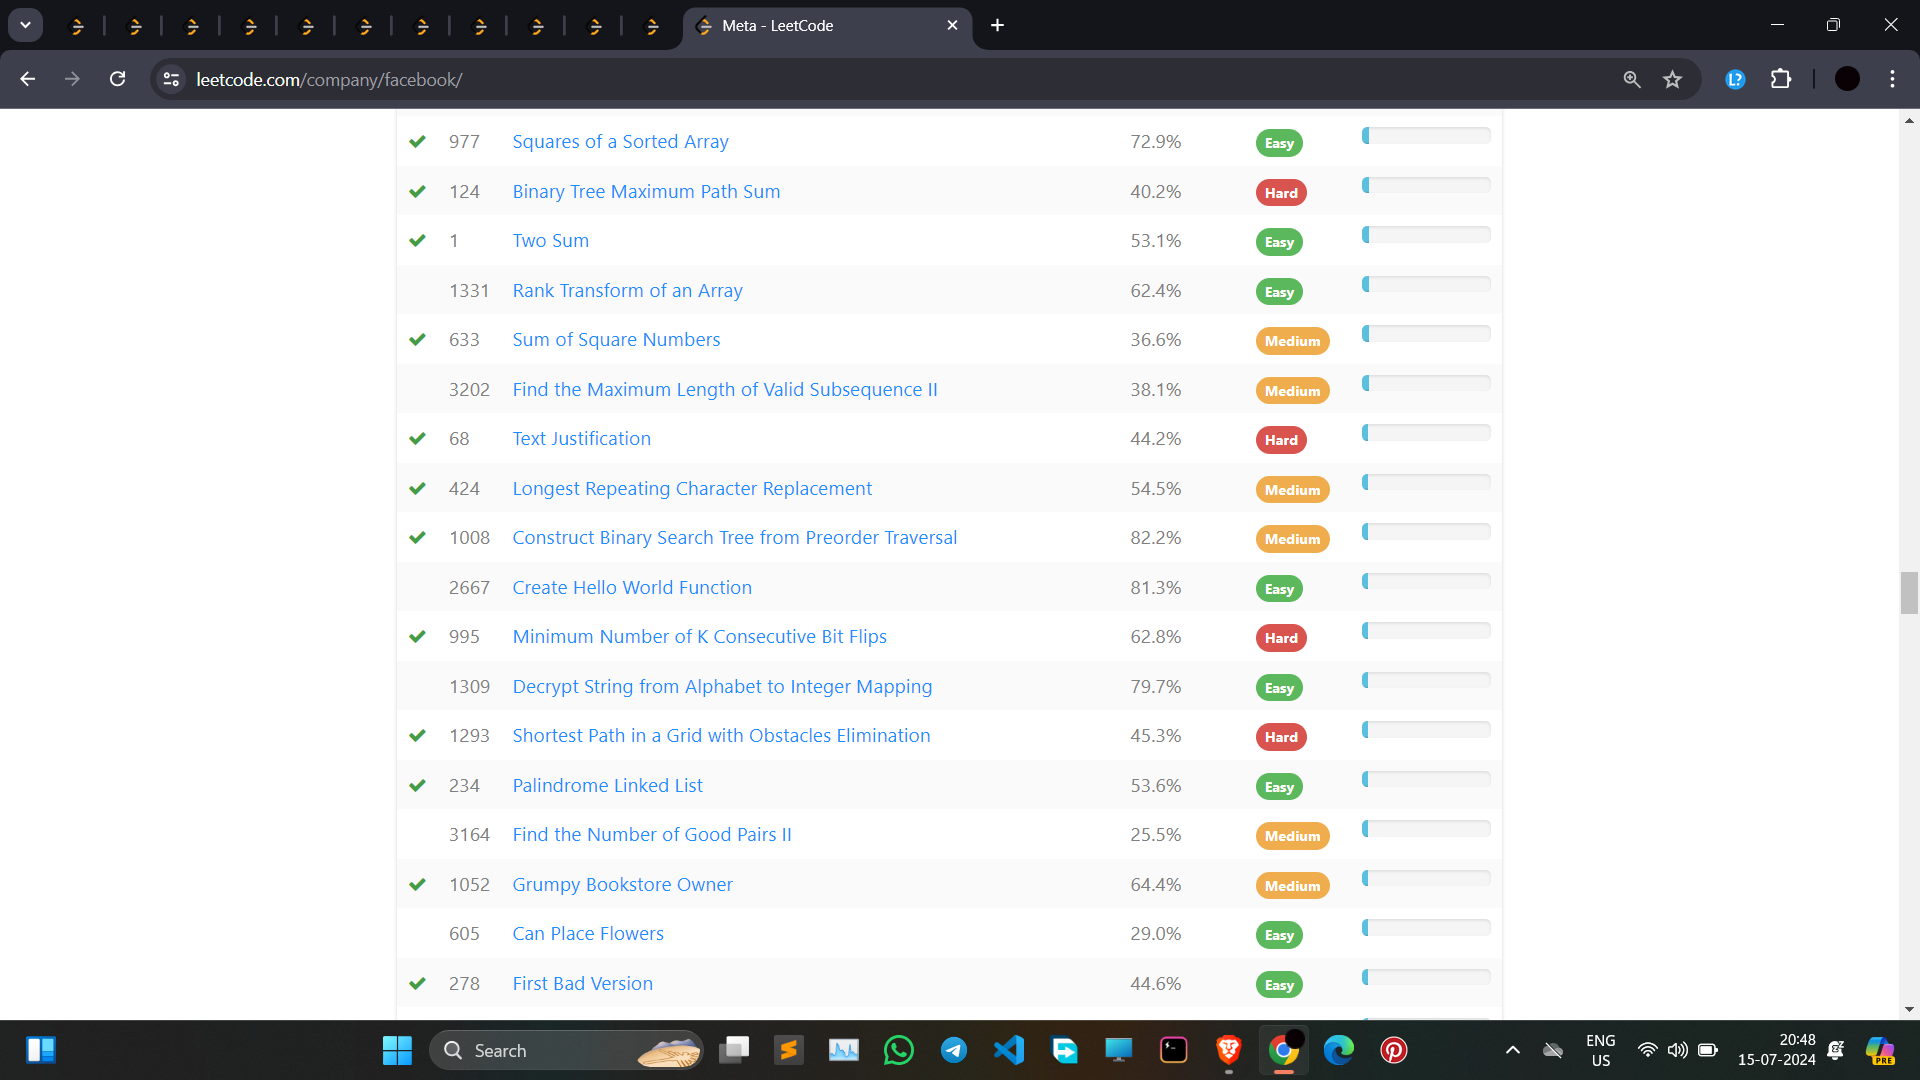 Meta - LeetCode
leetcode.com/company/facebook/
977 Squares of a Sorted Array 72.9% Easy
124 Binary Tree Maximum Path Sum 40.2% Hard
1 Two Sum 53.1% Easy
1331 Rank Transform of an Array 62.4% Easy
633 Sum of Square Numbers 36.6% Medium
3202 Find the Maximum Length of Valid Subsequence II 38.1% Medium
68 Text Justification 44.2% Hard
424 Longest Repeating Character Replacement 54.5% Medium
1008 Construct Binary Search Tree from Preorder Traversal 82.2% Medium
2667 Create Hello World Function 81.3% Easy
995 Minimum Number of K Consecutive Bit Flips 62.8% Hard
1309 Decrypt String from Alphabet to Integer Mapping 79.7% Easy
1293 Shortest Path in a Grid with Obstacles Elimination 45.3% Hard
234 Palindrome Linked List 53.6% Easy
3164 Find the Number of Good Pairs II 25.5% Medium
1052 Grumpy Bookstore Owner 64.4% Medium
605 Can Place Flowers 29.0% Easy
278 First Bad Version 44.6% Easy
Search
ENG
US
20:48
15-07-2024
PRE